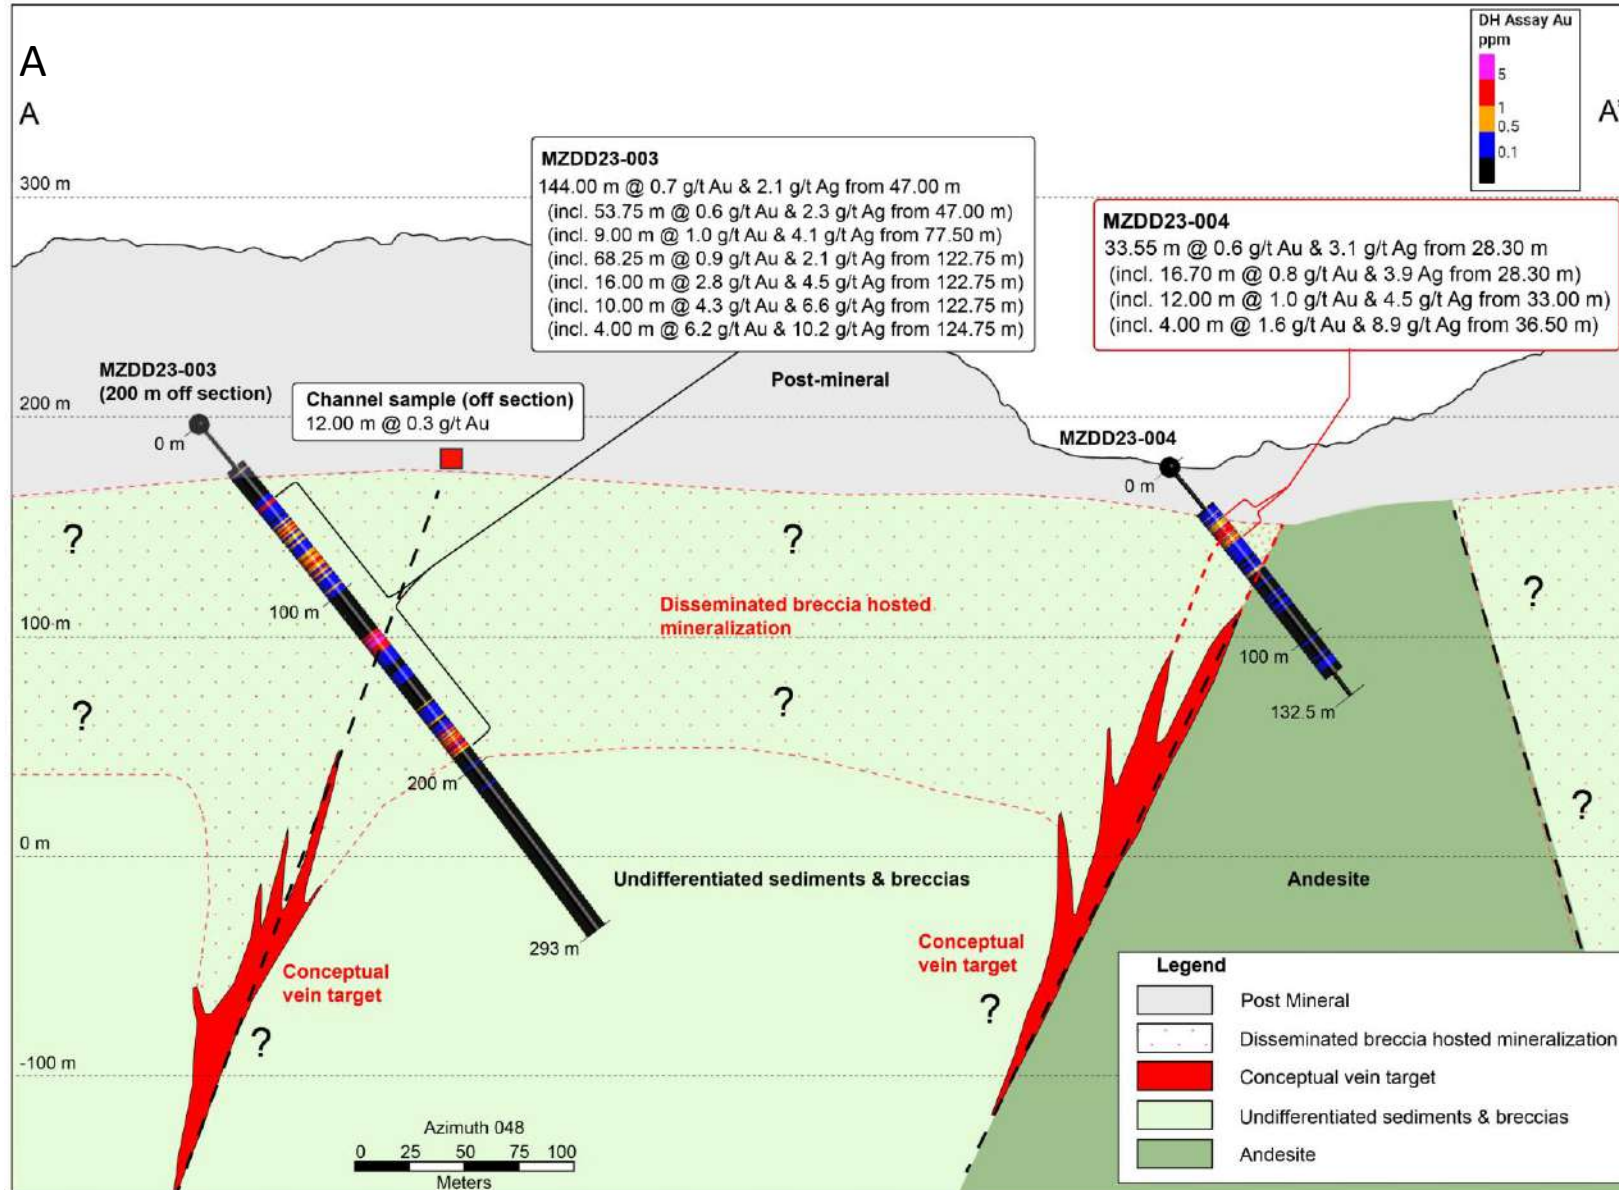 A
A
A'
DH Assay Au
ppm
5
1
0.5
0.1
MZDD23-003
144.00 m @ 0.7 g/t Au & 2.1 g/t Ag from 47.00 m
(incl. 53.75 m @ 0.6 g/t Au & 2.3 g/t Ag from 47.00 m)
(incl. 9.00 m @ 1.0 g/t Au & 4.1 g/t Ag from 77.50 m)
(incl. 68.25 m @ 0.9 g/t Au & 2.1 g/t Ag from 122.75 m)
(incl. 16.00 m @ 2.8 g/t Au & 4.5 g/t Ag from 122.75 m)
(incl. 10.00 m @ 4.3 g/t Au & 6.6 g/t Ag from 122.75 m)
(incl. 4.00 m @ 6.2 g/t Au & 10.2 g/t Ag from 124.75 m)
MZDD23-004
33.55 m @ 0.6 g/t Au & 3.1 g/t Ag from 28.30 m
(incl. 16.70 m @ 0.8 g/t Au & 3.9 Ag from 28.30 m)
(incl. 12.00 m @ 1.0 g/t Au & 4.5 g/t Ag from 33.00 m)
(incl. 4.00 m @ 1.6 g/t Au & 8.9 g/t Ag from 36.50 m)
300 m
MZDD23-003
(200 m off section)
Channel sample (off section)
12.00 m @ 0.3 g/t Au
Post-mineral
200 m
0 m
MZDD23-004
0 m
?
?
?
100 m
Disseminated breccia hosted
mineralization
100 m
100 m
?
?
132.5 m
200 m
?
0 m
Undifferentiated sediments & breccias
Andesite
293 m
Conceptual
vein target
?
Conceptual
vein target
?
-100 m
Azimuth 048
0 25 50 75 100
Meters
Legend
Post Mineral
Disseminated breccia hosted mineralization
Conceptual vein target
Undifferentiated sediments & breccias
Andesite